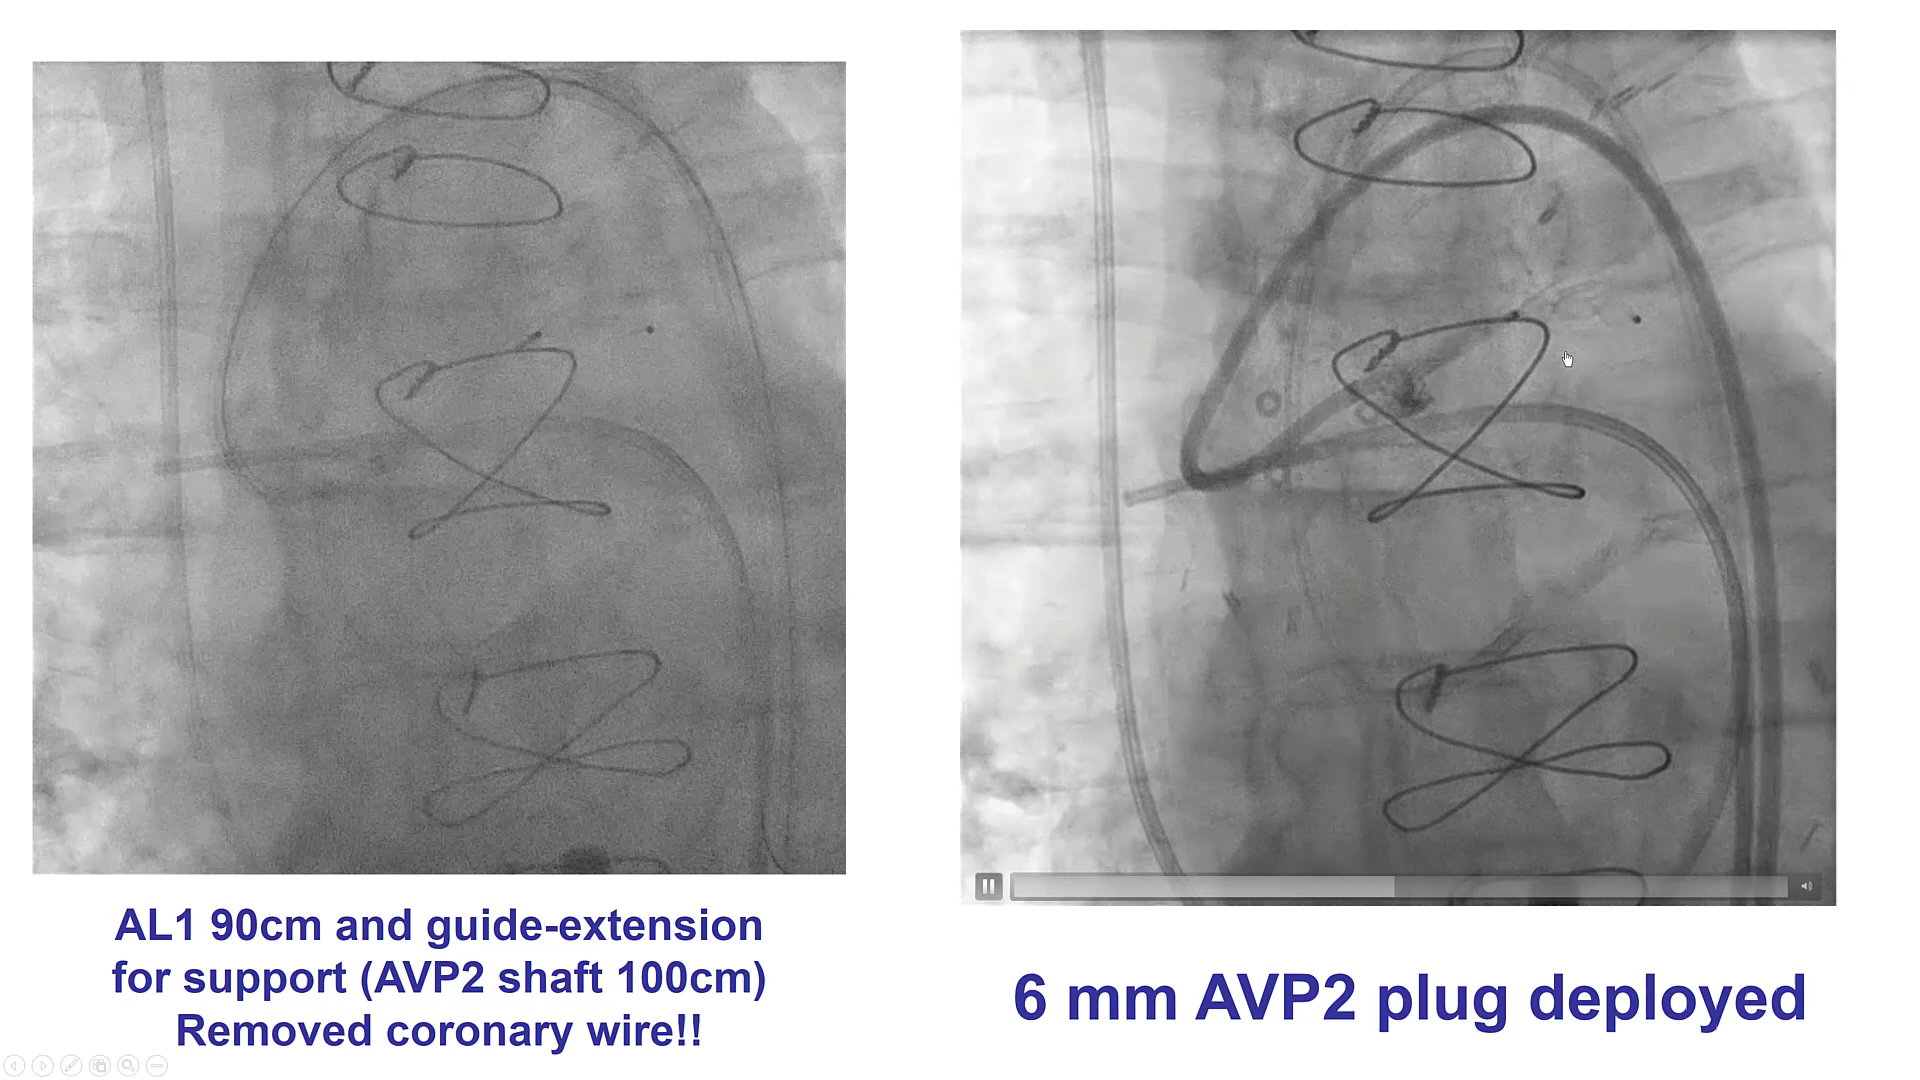 AL1 90cm and guide-extension
for support (AVP2 shaft 100cm)
Removed coronary wire!!
6 mm AVP2 plug deployed